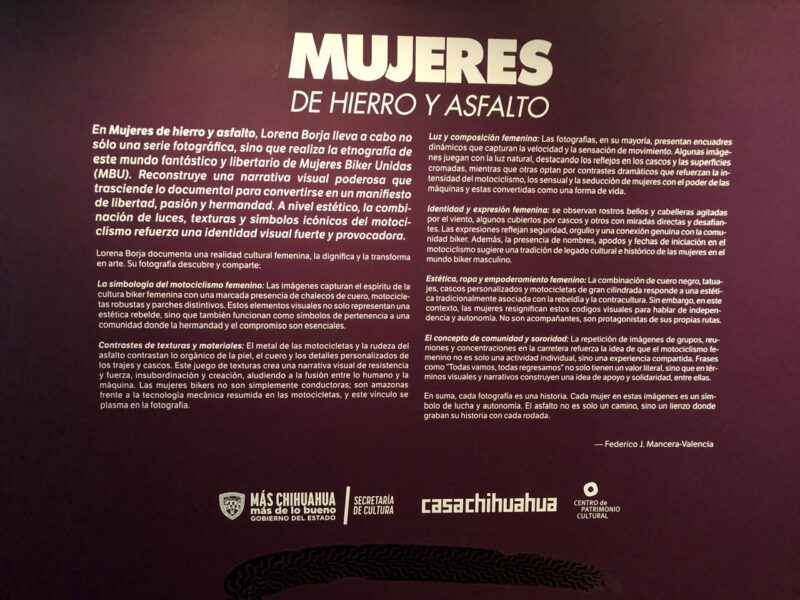 MUJERES
DE HIERRO Y ASFALTO
En Mujeres de hierro y asfalto, Lorena Borja lleva a cabo no
sólo una serie fotográfica, sino que realiza la etnografía de
este mundo fantástico y libertario de Mujeres Biker Unidas
(MBU). Reconstruye una narrativa visual poderosa que
trasciende lo documental para convertirse en un manifiesto
de libertad, pasión y hermandad. A nivel estético, la combi-
nación de luces, texturas y símbolos icónicos del motoci-
clismo refuerza una identidad visual fuerte y provocadora.
Lorena Borja documenta una realidad cultural femenina, la dignifica y la transforma
en arte. Su fotografía descubre y comparte:
La simbología del motociclismo femenino: Las imágenes capturan el espíritu de la
cultura biker femenina con una marcada presencia de chalecos de cuero, motocicle-
tas robustas y parches distintivos. Estos elementos visuales no solo representan una
estética rebelde, sino que también funcionan como símbolos de pertenencia a una
comunidad donde la hermandad y el compromiso son esenciales.
Contrastes de texturas y materiales: El metal de las motocicletas y la rudeza del
asfalto contrastan lo orgánico de la piel, el cuero y los detalles personalizados de
los trajes y cascos. Este juego de texturas crea una narrativa visual de resistencia
y fuerza, insubordinación y creación, aludiendo a la fusión entre lo humano y la
máquina. Las mujeres bikers no son simplemente conductoras; son amazonas
frente a la tecnología mecánica resumida en las motocicletas, y este vínculo se
plasma en la fotografía.
Luz y composición femenina: Las fotografías, en su mayoría, presentan encuadres
dinámicos que capturan la velocidad y la sensación de movimiento. Algunas imáge-
nes juegan con la luz natural, destacando los reflejos en los cascos y las superficies
cromadas, mientras que otras optan por contrastes dramáticos que refuerzan la in-
tensidad del motociclismo, los sensual y la seducción de mujeres con el poder de las
máquinas y estas convertidas como una forma de vida.
Identidad y expresión femenina: se observan rostros bellos y cabelleras agitadas
por el viento, algunos cubiertos por cascos y otros con miradas directas y desafian-
tes. Las expresiones reflejan seguridad, orgullo y una conexión genuina con la comu-
nidad biker. Además, la presencia de nombres, apodos y fechas de iniciación en el
motociclismo sugiere una tradición de legado cultural e histórico de las mujeres en el
mundo biker masculino.
Estética, ropa y empoderamiento femenino: La combinación de cuero negro, tatua-
jes, cascos personalizados y motocicletas de gran cilindrada responde a una estéti-
ca tradicionalmente asociada con la rebeldía y la contracultura. Sin embargo, en este
contexto, las mujeres resignifican estos codigos visuales para hablar de indepen-
dencia y autonomía. No son acompañantes, son protagonistas de sus propias rutas.
El concepto de comunidad y sororidad: La repetición de imágenes de grupos, reu-
niones y concentraciones en la carretera refuerza la idea de que el motociclismo fe-
menino no es solo una actividad individual, sino una experiencia compartida. Frases
como "Todas vamos, todas regresamos" no solo tienen un valor literal, sino que en tér-
minos visuales y narrativos construyen una idea de apoyo y solidaridad, entre ellas.
En suma, cada fotografía es una historia. Cada mujer en estas imágenes es un sím-
bolo de lucha y autonomía. El asfalto no es solo un camino, sino un lienzo donde
graban su historia con cada rodada.
— Federico J. Mancera-Valencia
MÁS CHIHUAHUA
más de lo bueno
GOBIERNO DEL ESTADO
SECRETARÍA
DE CULTURA
casachihuahua
CENTRO de
PATRIMONIO
CULTURAL